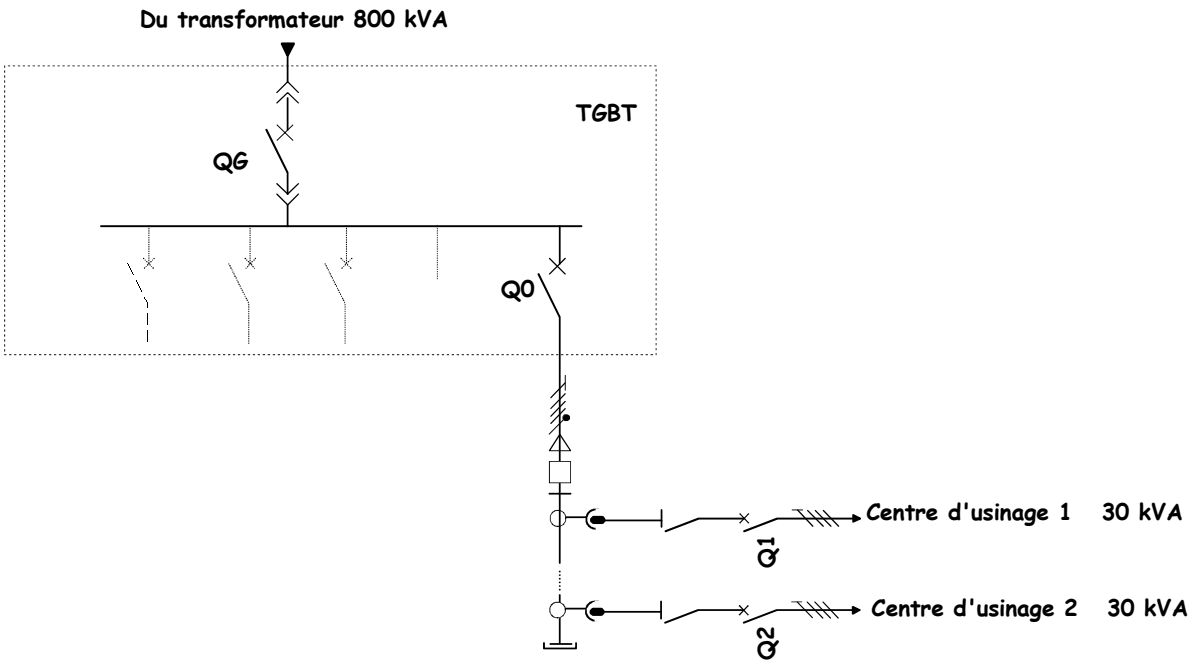 Du transformateur 800 kVA
TGBT
QG
Q0
Centre d'usinage 1 30 kVA
Q1
Centre d'usinage 2 30 kVA
Q2